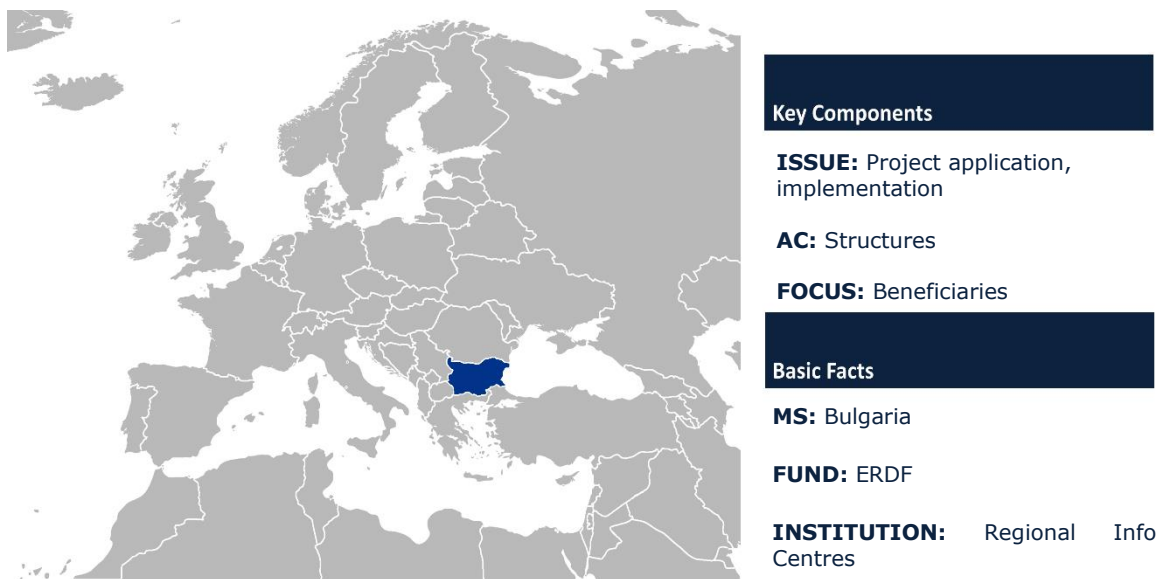 Key Components
ISSUE: Project application,
implementation
AC: Structures
FOCUS: Beneficiaries
Basic Facts
MS: Bulgaria
FUND: ERDF
INSTITUTION: Regional Info
Centres